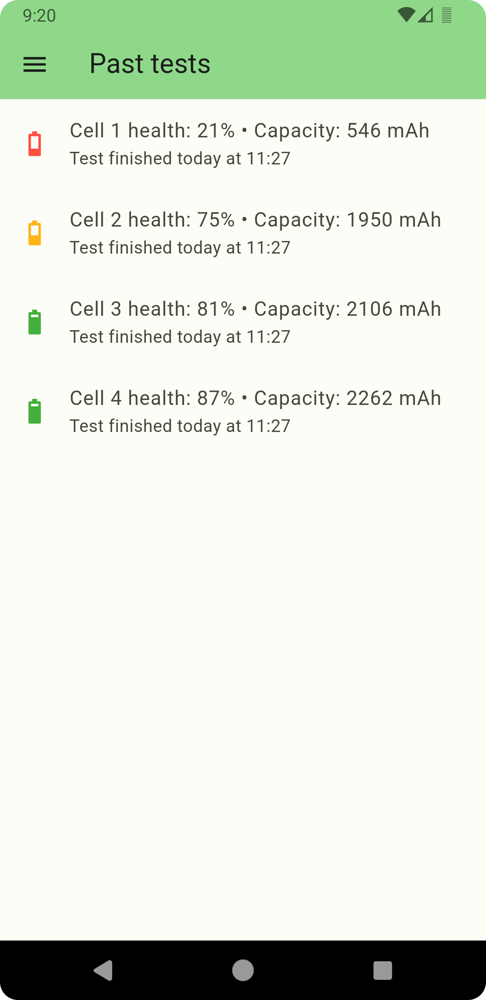 9:20
Past tests
Cell 1 health: 21% • Capacity: 546 mAh
Test finished today at 11:27
Cell 2 health: 75% • Capacity: 1950 mAh
Test finished today at 11:27
Cell 3 health: 81% • Capacity: 2106 mAh
Test finished today at 11:27
Cell 4 health: 87% • Capacity: 2262 mAh
Test finished today at 11:27